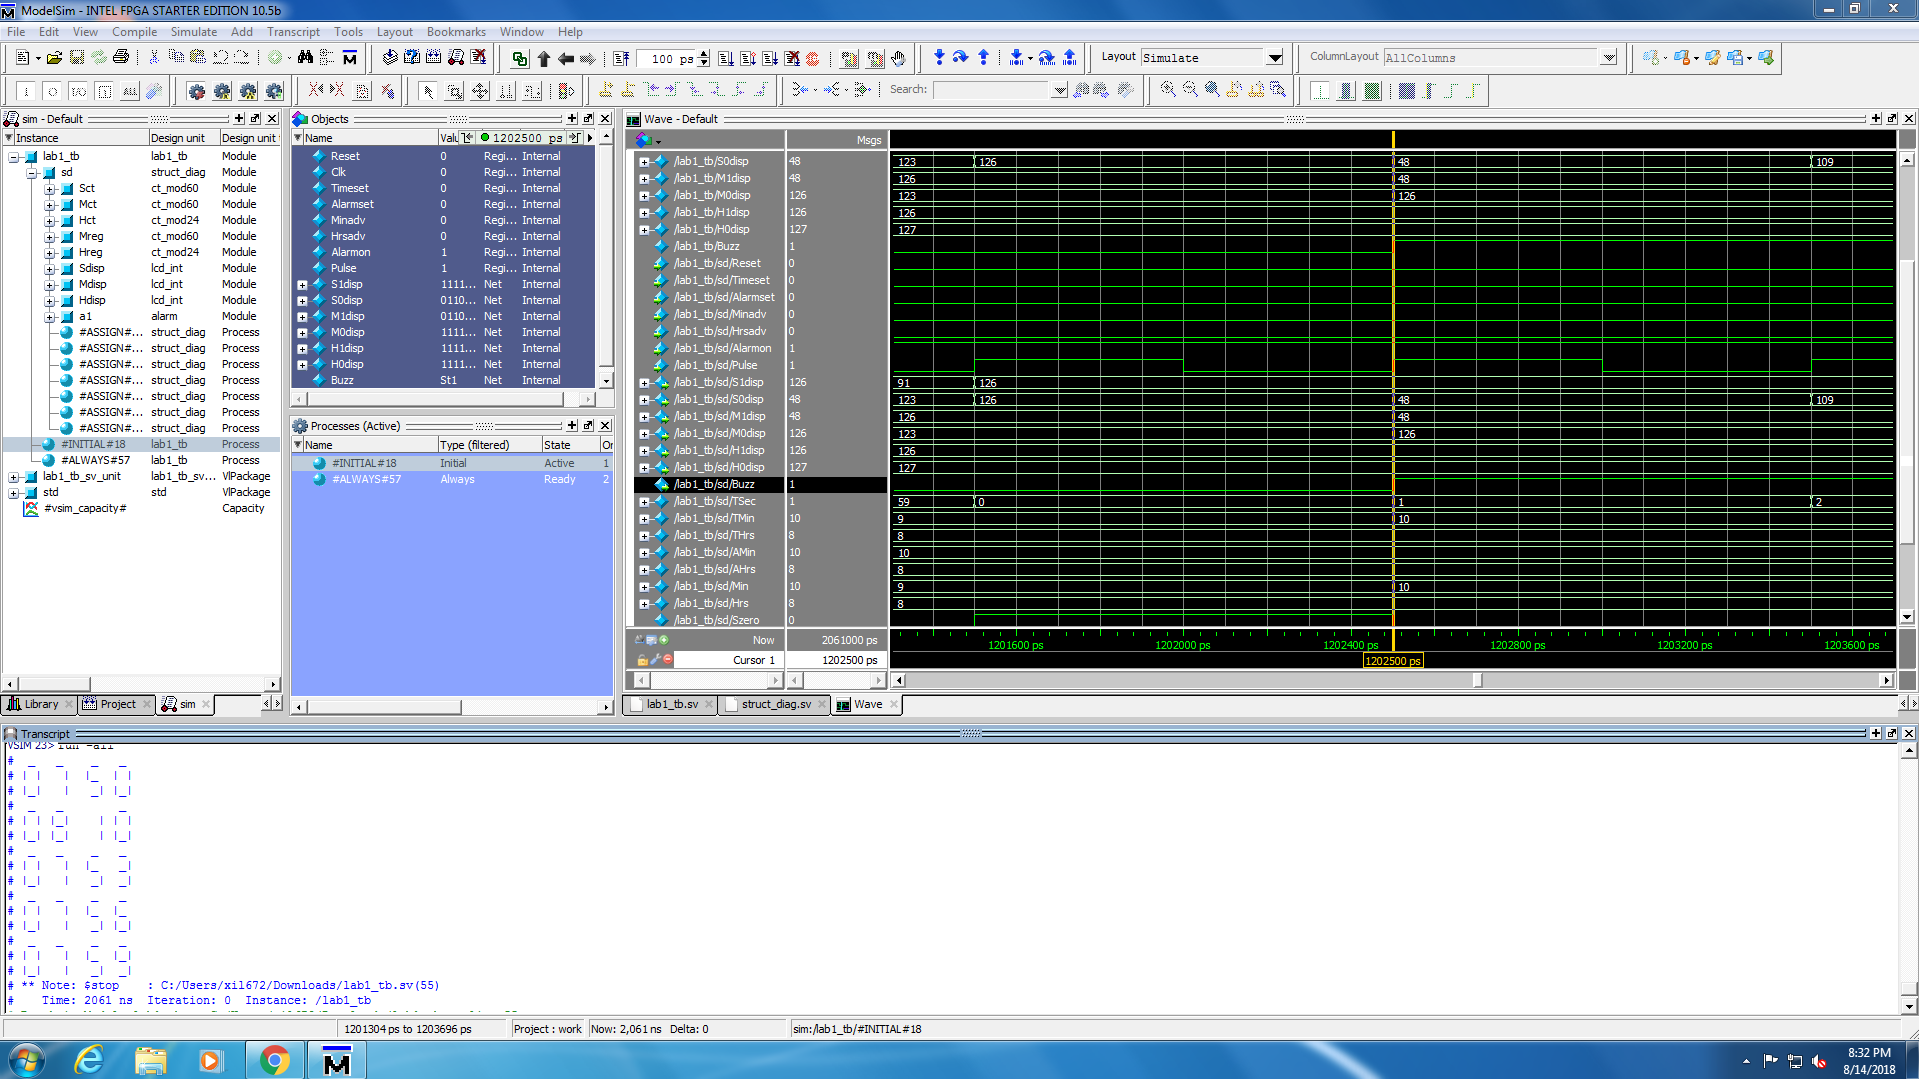 ModelSim - INTEL FPGA STARTER EDITION 10.5b
File Edit View Compile Simulate Add Transcript Tools Layout Bookmarks Window Help
100 ps
Layout Simulate
ColumnLayout AllColumns
Search:
sim - Default
Instance Design unit Design unit
lab1_tb lab1_tb Module
sd struct_diag Module
Sct ct_mod60 Module
Mct ct_mod60 Module
Hct ct_mod24 Module
Mreg ct_mod60 Module
Hreg ct_mod24 Module
Sdisp lcd_int Module
Mdisp lcd_int Module
Hdisp lcd_int Module
a1 alarm Module
#ASSIGN#... struct_diag Process
#ASSIGN#... struct_diag Process
#ASSIGN#... struct_diag Process
#ASSIGN#... struct_diag Process
#ASSIGN#... struct_diag Process
#ASSIGN#... struct_diag Process
#ASSIGN#... struct_diag Process
#INITIAL#18 lab1_tb Process
#ALWAYS#57 lab1_tb Process
lab1_tb_sv_unit lab1_tb_sv... VlPackage
std std VlPackage
#vsim_capacity# Capacity
Library Project sim
Objects
Name Valu 1202500 ps
Reset 0 Regi... Internal
Clk 0 Regi... Internal
Timeset 0 Regi... Internal
Alarmset 0 Regi... Internal
Minadv 0 Regi... Internal
Hrsadv 0 Regi... Internal
Alarmon 1 Regi... Internal
Pulse 1 Regi... Internal
S1disp 1111... Net Internal
S0disp 0110... Net Internal
M1disp 0110... Net Internal
M0disp 1111... Net Internal
H1disp 1111... Net Internal
H0disp 1111... Net Internal
Buzz St1 Net Internal
Processes (Active)
Name Type (filtered) State Or
#INITIAL#18 Initial Active 1
#ALWAYS#57 Always Ready 2
Wave - Default
Msgs
/lab1_tb/S0disp 48 123 126 48 109
/lab1_tb/M1disp 48 126 48
/lab1_tb/M0disp 126 123 126
/lab1_tb/H1disp 126 126
/lab1_tb/H0disp 127 127
/lab1_tb/Buzz 1
/lab1_tb/sd/Reset 0
/lab1_tb/sd/Timeset 0
/lab1_tb/sd/Alarmset 0
/lab1_tb/sd/Minadv 0
/lab1_tb/sd/Hrsadv 0
/lab1_tb/sd/Alarmon 1
/lab1_tb/sd/Pulse 1
/lab1_tb/sd/S1disp 126 91 126
/lab1_tb/sd/S0disp 48 123 126 48 109
/lab1_tb/sd/M1disp 48 126 48
/lab1_tb/sd/M0disp 126 123 126
/lab1_tb/sd/H1disp 126 126
/lab1_tb/sd/H0disp 127 127
/lab1_tb/sd/Buzz 1
/lab1_tb/sd/TSec 1 59 0 1 2
/lab1_tb/sd/TMin 10 9 10
/lab1_tb/sd/THrs 8 8
/lab1_tb/sd/AMin 10 10
/lab1_tb/sd/AHrs 8 8
/lab1_tb/sd/Min 10 9 10
/lab1_tb/sd/Hrs 8 8
/lab1_tb/sd/Szero 0
Now 2061000 ps 1201600 ps 1202000 ps 1202400 ps 1202800 ps 1203200 ps 1203600 ps
Cursor 1 1202500 ps 1202500 ps
lab1_tb.sv struct_diag.sv Wave
Transcript
VSIM 23> run -all
# ** Note: $stop : C:/Users/xil672/Downloads/lab1_tb.sv(55)
# Time: 2061 ns Iteration: 0 Instance: /lab1_tb
1201304 ps to 1203696 ps Project : work Now: 2,061 ns Delta: 0 sim:/lab1_tb/#INITIAL#18
8:32 PM
8/14/2018